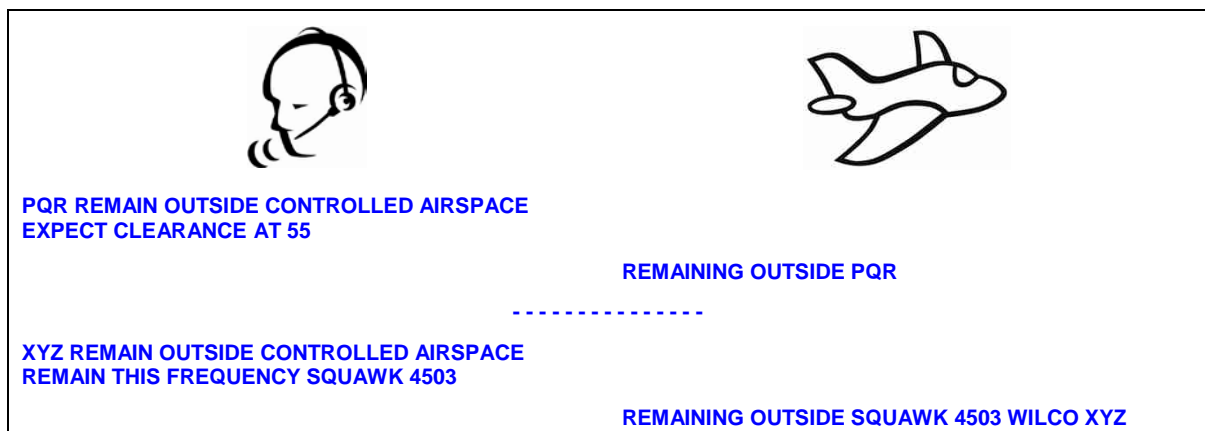 PQR REMAIN OUTSIDE CONTROLLED AIRSPACE
EXPECT CLEARANCE AT 55
REMAINING OUTSIDE PQR
- - - - - - - - - - - - - - -
XYZ REMAIN OUTSIDE CONTROLLED AIRSPACE
REMAIN THIS FREQUENCY SQUAWK 4503
REMAINING OUTSIDE SQUAWK 4503 WILCO XYZ